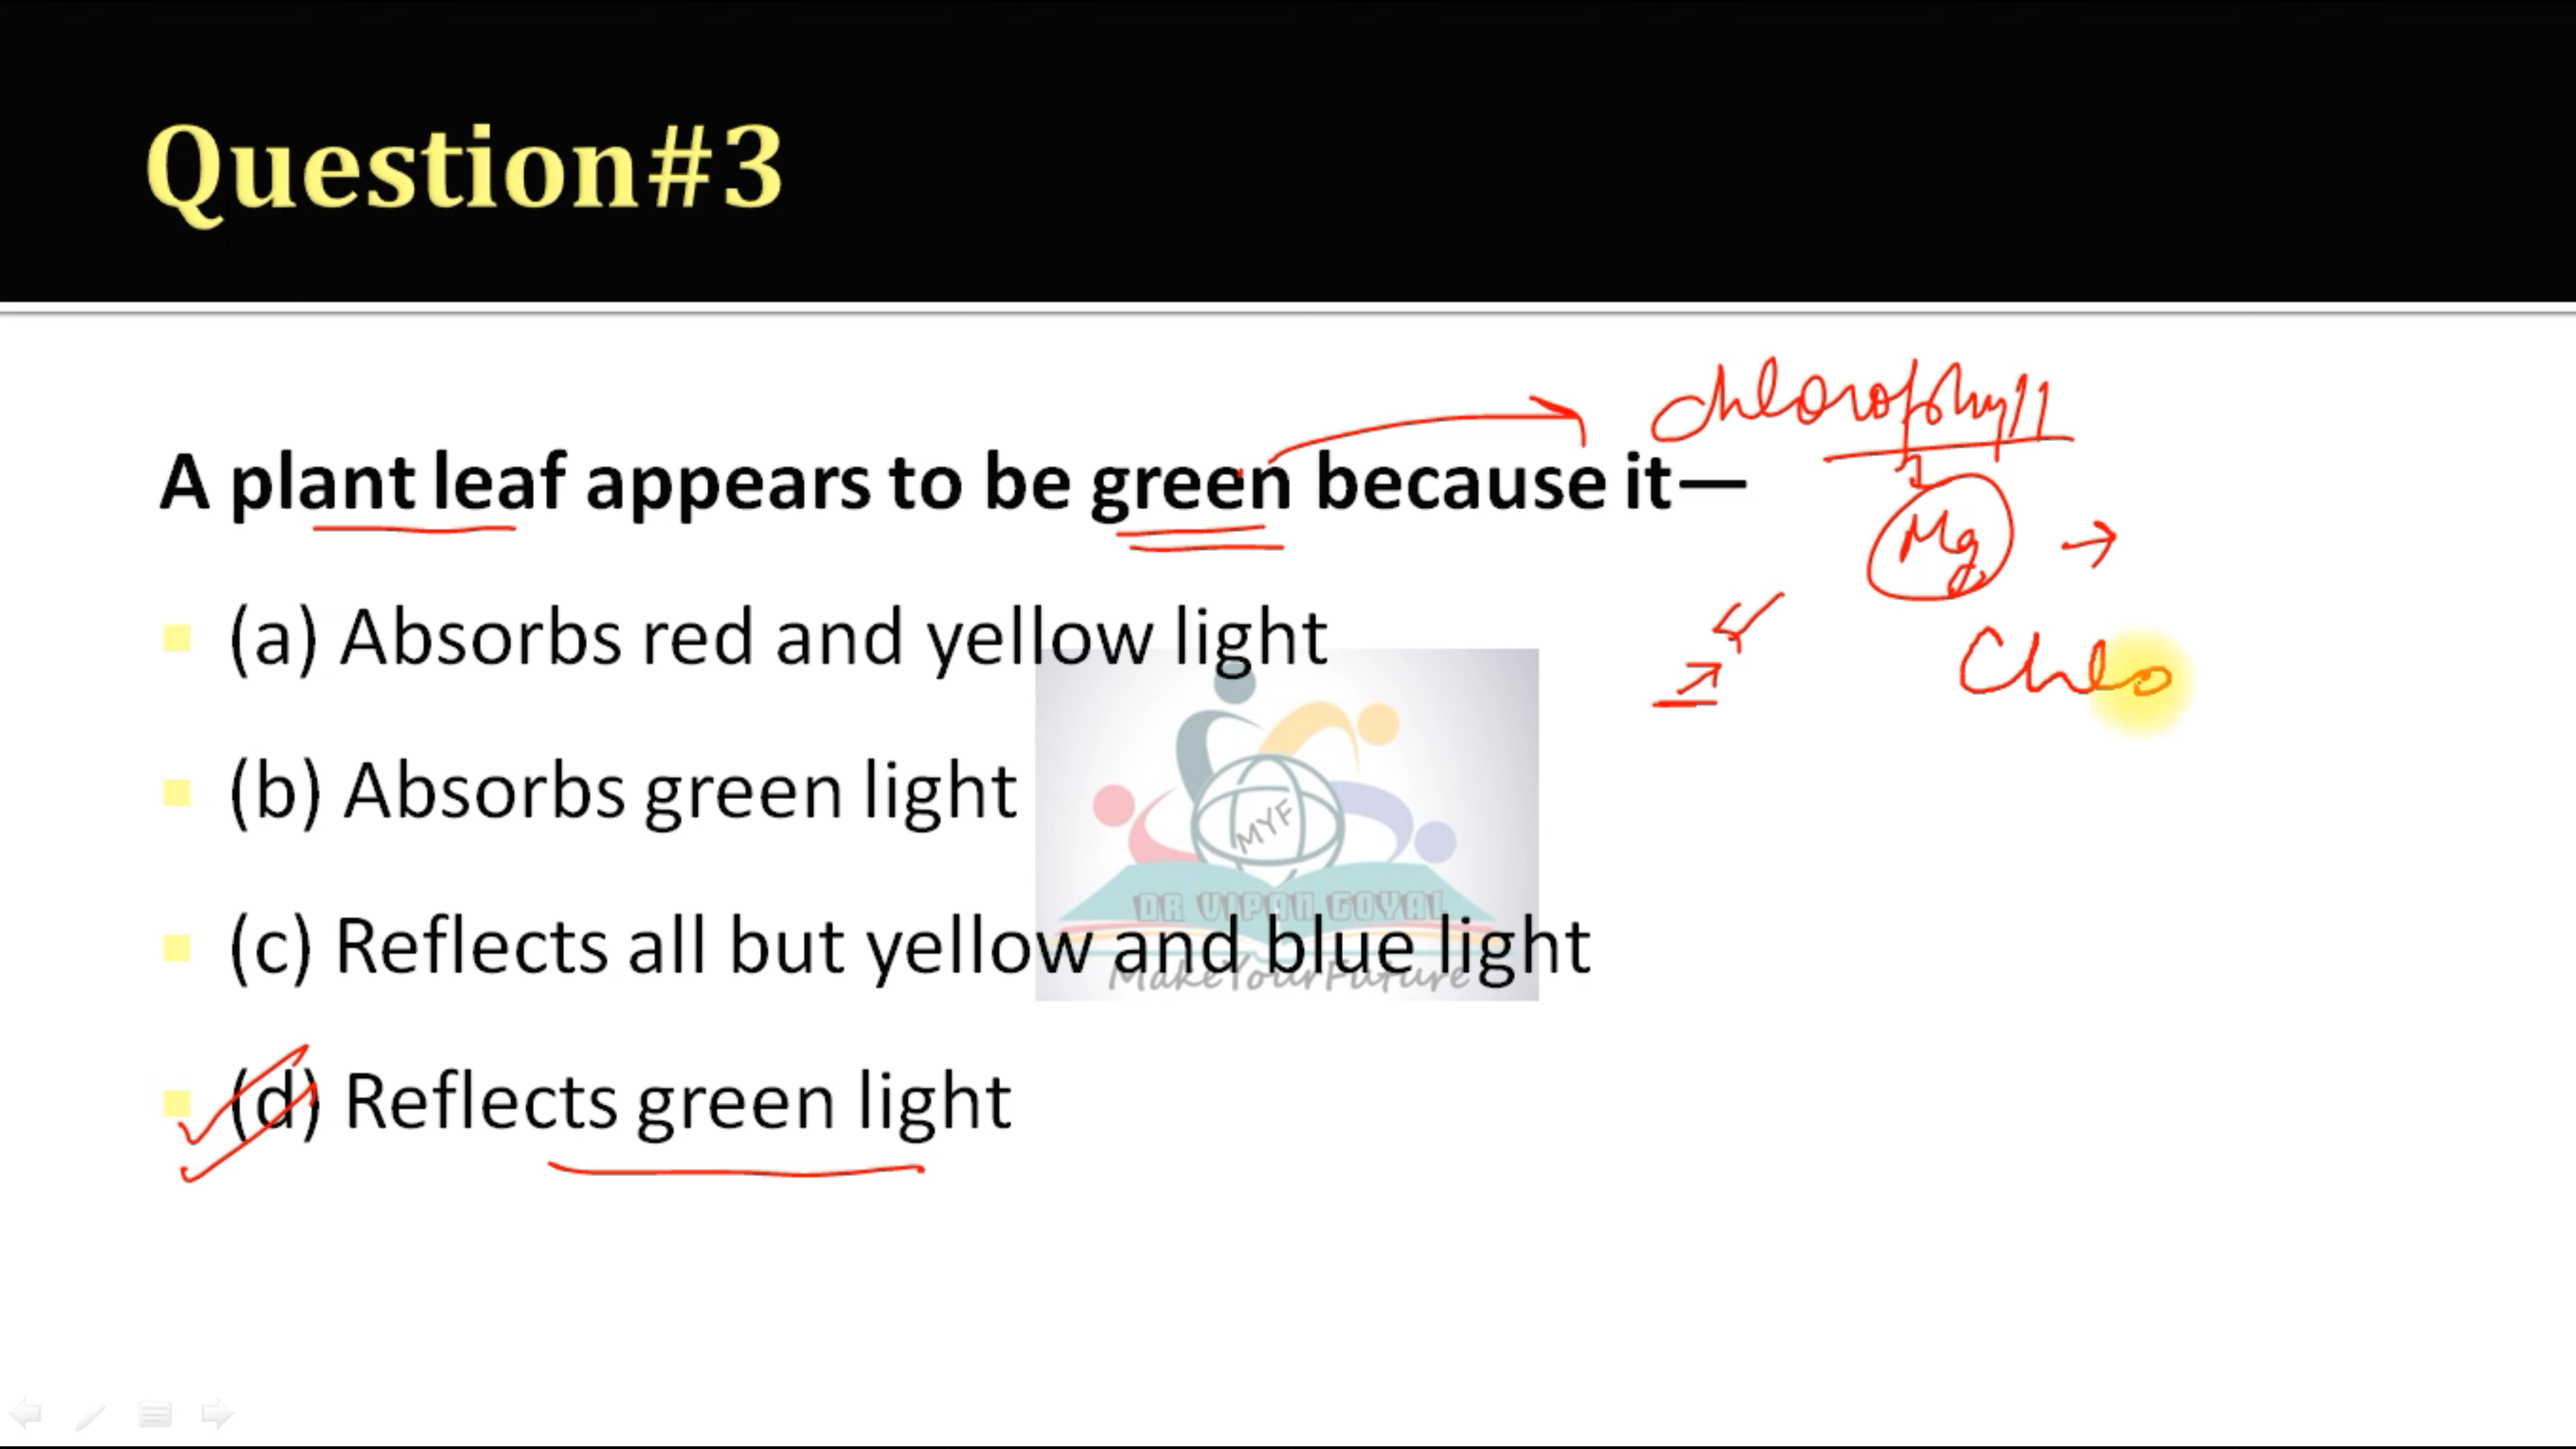 Question#3
chlorophyll
A plant leaf appears to be green because it—
Mg
(a) Absorbs red and yellow light
Chlo
(b) Absorbs green light
MYF
DR VIPAN GOYAL
(c) Reflects all but yellow and blue light
MakeYourFuture
(d) Reflects green light